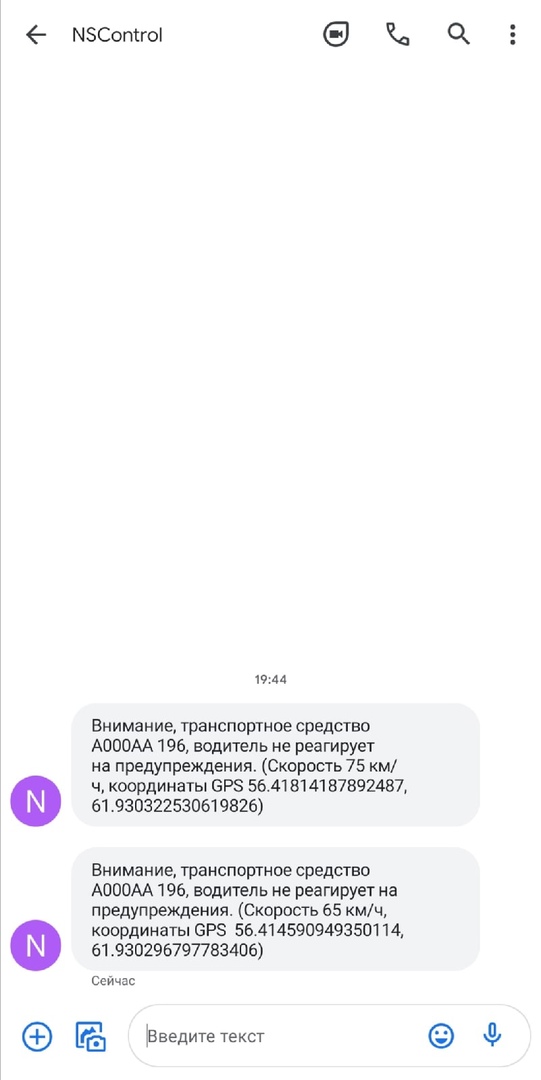 NSControl
19:44
Внимание, транспортное средство
А000АА 196, водитель не реагирует
на предупреждения. (Скорость 75 км/
ч, координаты GPS 56.41814187892487,
61.930322530619826)
N
Внимание, транспортное средство
А000АА 196, водитель не реагирует на
предупреждения. (Скорость 65 км/ч,
координаты GPS  56.414590949350114,
61.930296797783406)
N
Сейчас
Введите текст